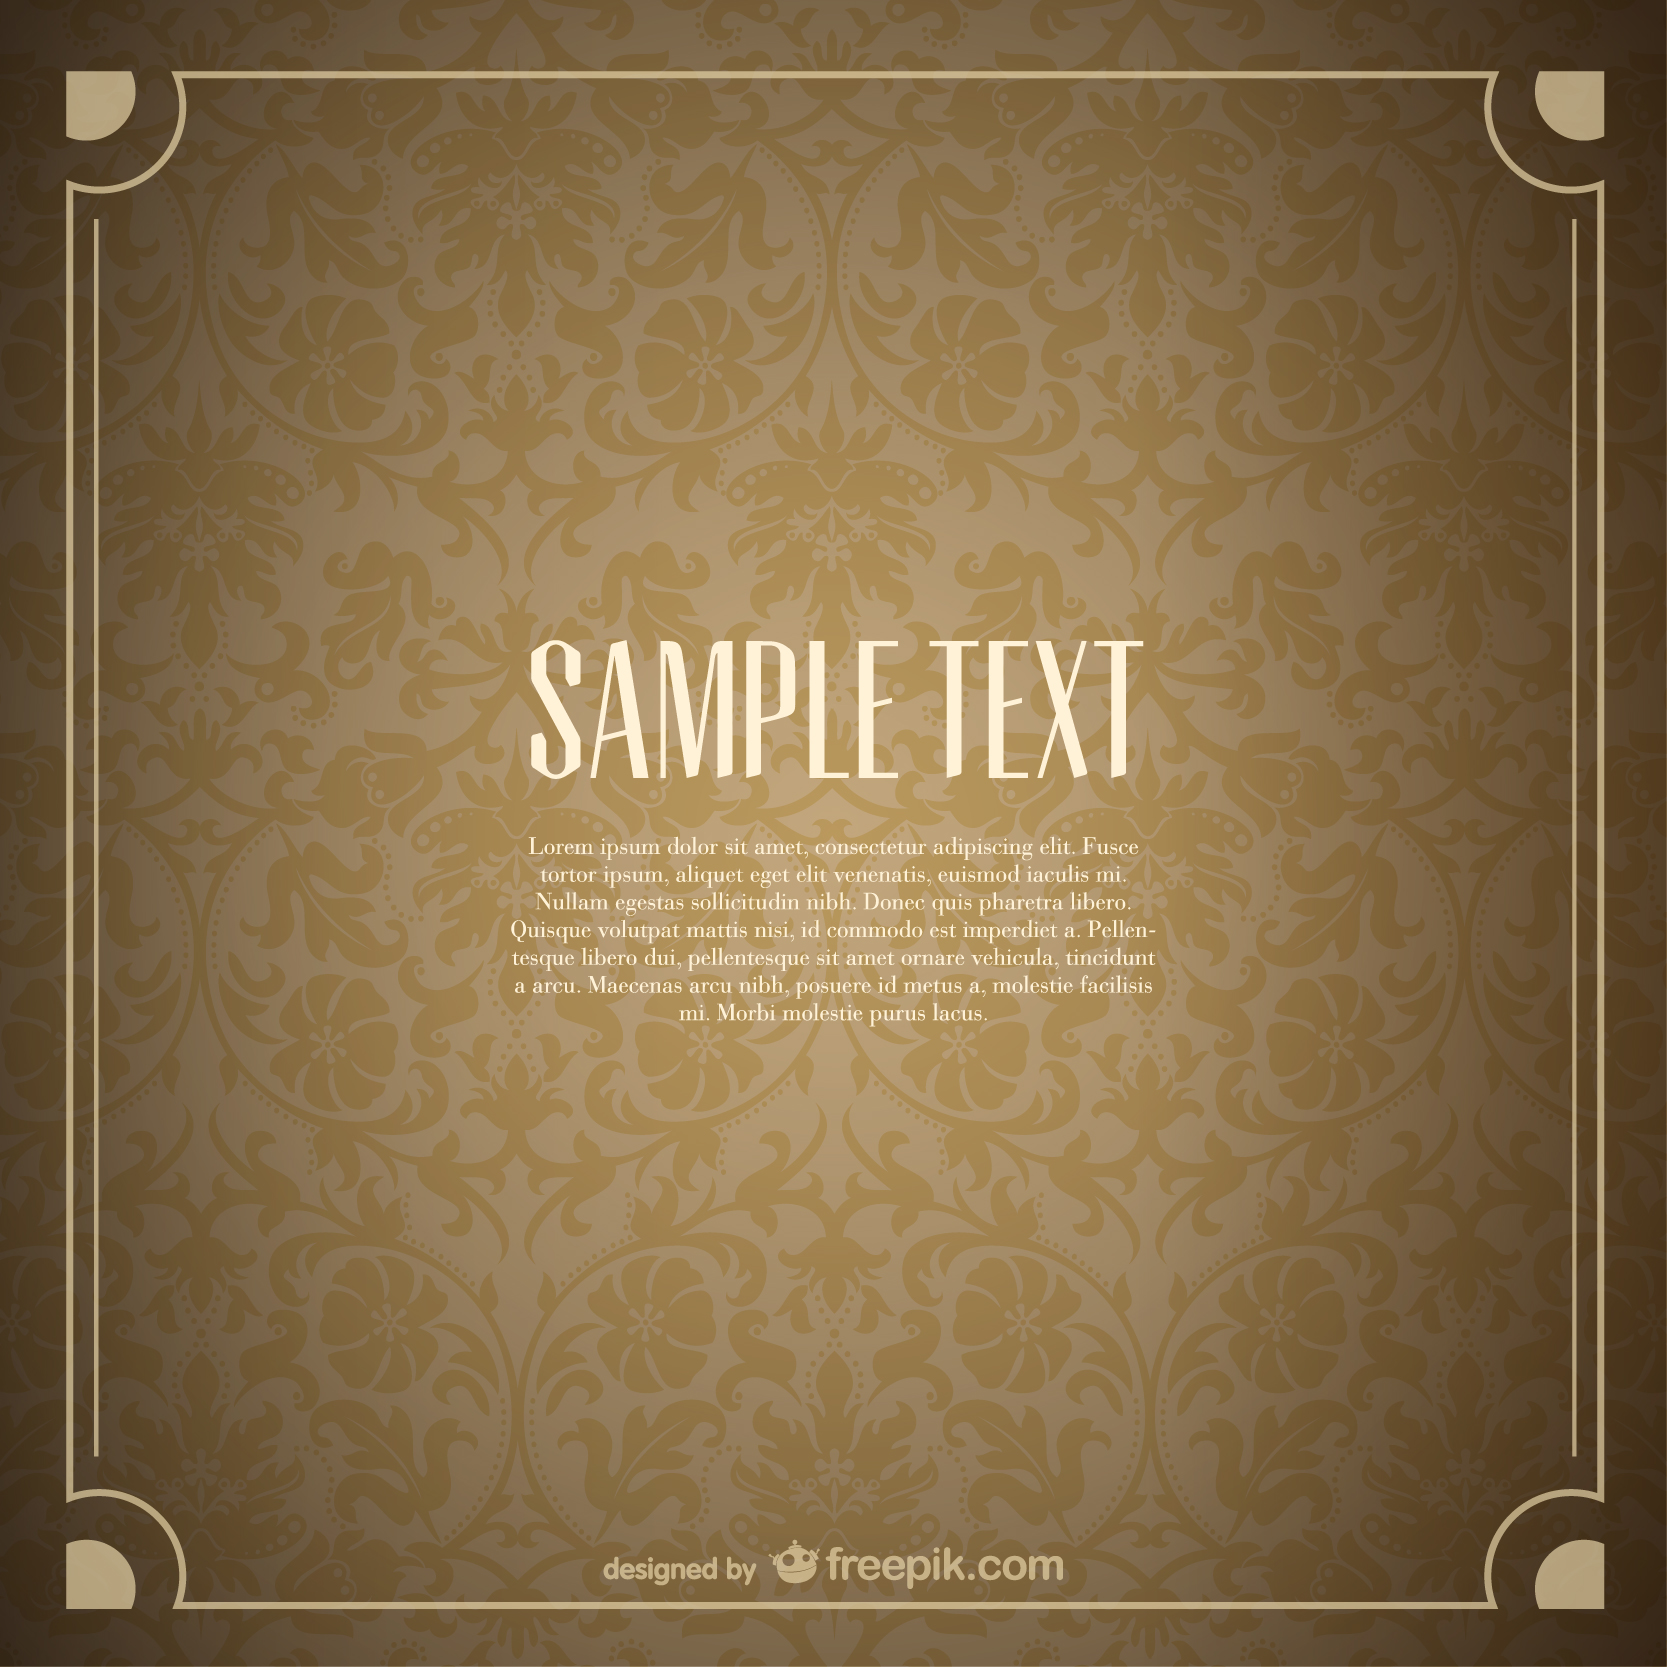 SAMPLE TEXT
Lorem ipsum dolor sit amet, consectetur adipiscing elit. Fusce
tortor ipsum, aliquet eget elit venenatis, euismod iaculis mi.
Nullam egestas sollicitudin nibh. Donec quis pharetra libero.
Quisque volutpat mattis nisi, id commodo est imperdiet a. Pellen-
tesque libero dui, pellentesque sit amet ornare vehicula, tincidunt
a arcu. Maecenas arcu nibh, posuere id metus a, molestie facilisis
mi. Morbi molestie purus lacus.
designed by freepik.com